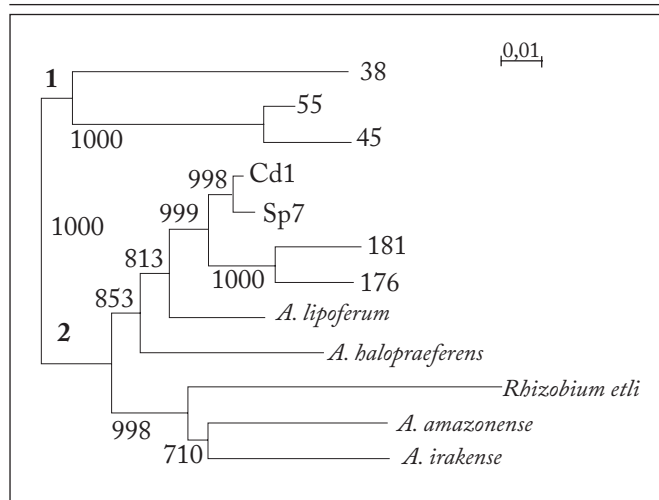 0,01
1
38
55
1000
45
998
Cd1
Sp7
999
1000
181
813
1000
176
853
A. lipoferum
2
A. halopraeferens
Rhizobium etli
998
A. amazonense
710
A. irakense